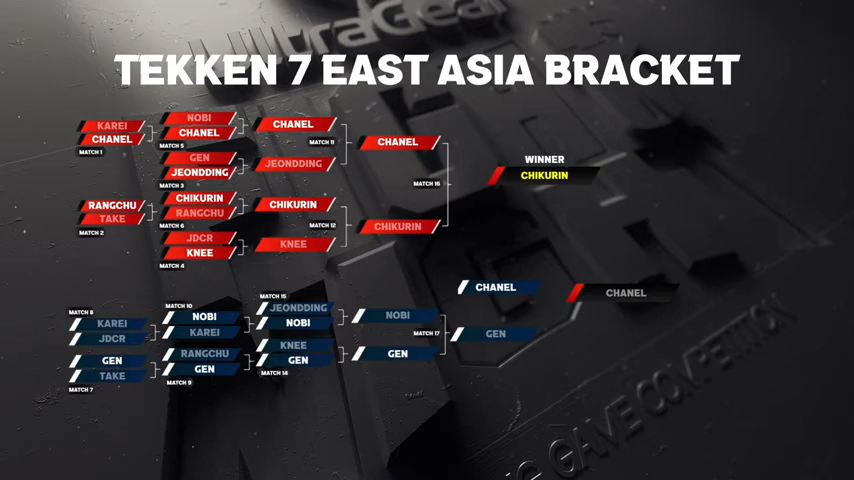 UltraGear
TEKKEN 7 EAST ASIA BRACKET
KAREI
CHANEL
MATCH 1
NOBI
CHANEL
MATCH 5
CHANEL
MATCH 11
GEN
JEONDDING
MATCH 3
JEONDDING
CHANEL
RANGCHU
TAKE
MATCH 2
CHIKURIN
RANGCHU
MATCH 6
CHIKURIN
MATCH 12
JDCR
KNEE
MATCH 4
KNEE
CHIKURIN
MATCH 16
WINNER
CHIKURIN
MATCH 8
KAREI
JDCR
GEN
TAKE
MATCH 7
MATCH 10
NOBI
KAREI
RANGCHU
GEN
MATCH 9
MATCH 15
JEONDDING
NOBI
KNEE
GEN
MATCH 14
NOBI
GEN
MATCH 17
CHANEL
GEN
CHANEL
GAME COMPETITION